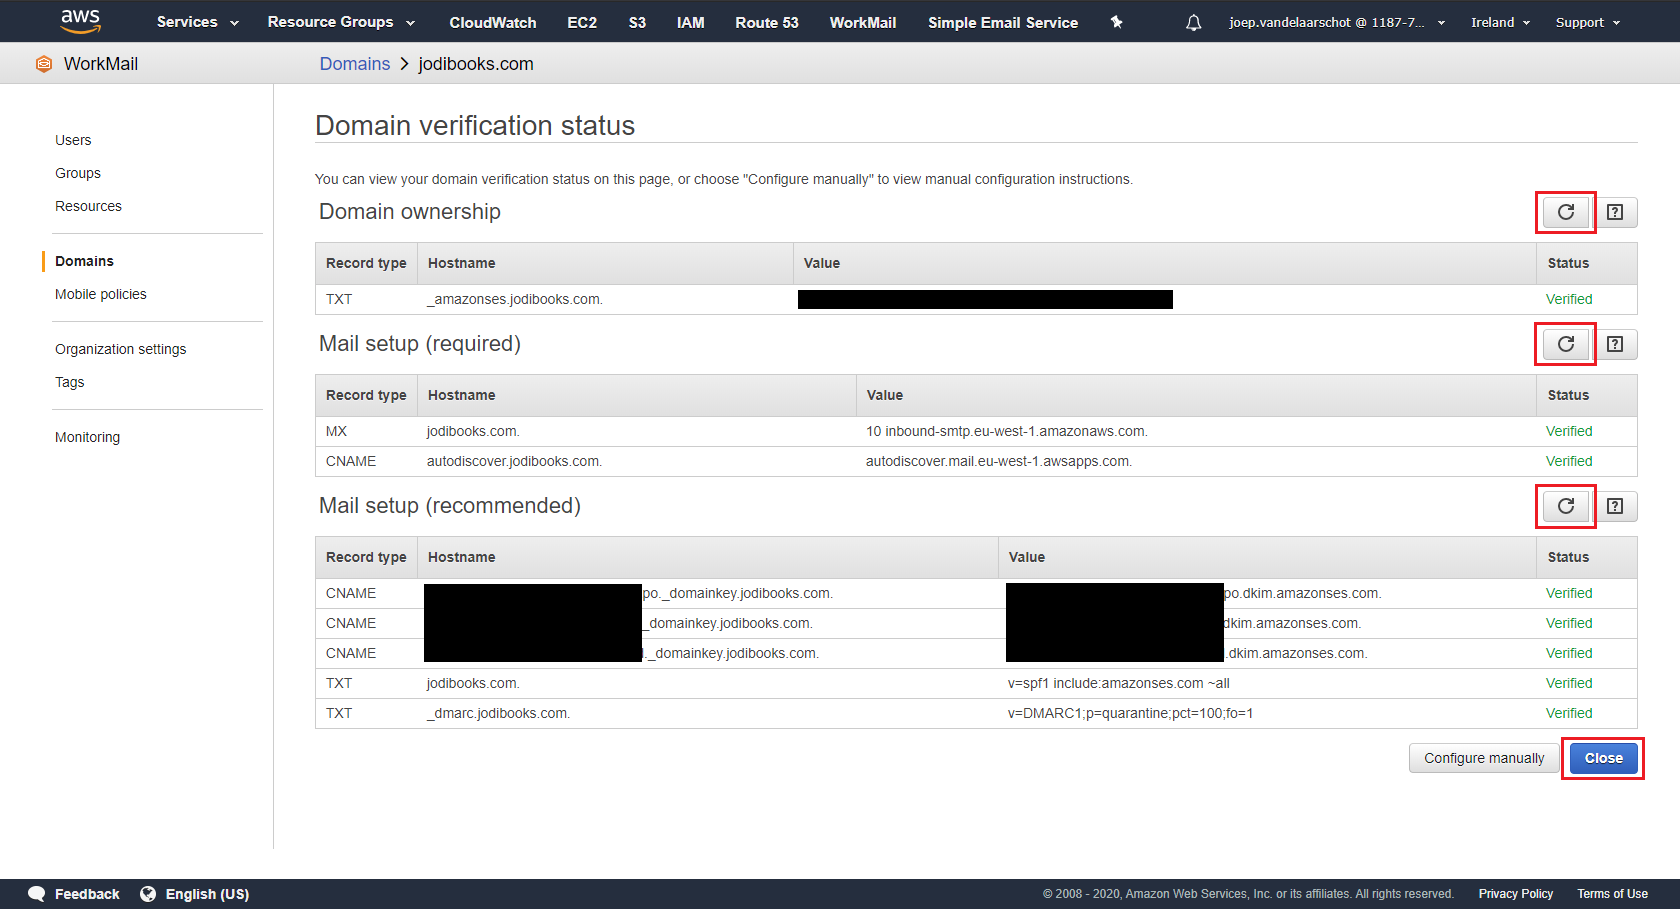 aws Services Resource Groups CloudWatch EC2 S3 IAM Route 53 WorkMail Simple Email Service joep.vandelaarschot @ 1187-7... Ireland Support
WorkMail Domains > jodibooks.com
Users
Groups
Resources
Domains
Mobile policies
Organization settings
Tags
Monitoring
Domain verification status
You can view your domain verification status on this page, or choose "Configure manually" to view manual configuration instructions.
Domain ownership
Record type Hostname Value Status
TXT _amazonses.jodibooks.com. Verified
Mail setup (required)
Record type Hostname Value Status
MX jodibooks.com. 10 inbound-smtp.eu-west-1.amazonaws.com. Verified
CNAME autodiscover.jodibooks.com. autodiscover.mail.eu-west-1.awsapps.com. Verified
Mail setup (recommended)
Record type Hostname Value Status
CNAME po._domainkey.jodibooks.com. po.dkim.amazonses.com. Verified
CNAME _domainkey.jodibooks.com. dkim.amazonses.com. Verified
CNAME ._domainkey.jodibooks.com. .dkim.amazonses.com. Verified
TXT jodibooks.com. v=spf1 include:amazonses.com ~all Verified
TXT _dmarc.jodibooks.com. v=DMARC1;p=quarantine;pct=100;fo=1 Verified
Configure manually Close
Feedback English (US) © 2008 - 2020, Amazon Web Services, Inc. or its affiliates. All rights reserved. Privacy Policy Terms of Use